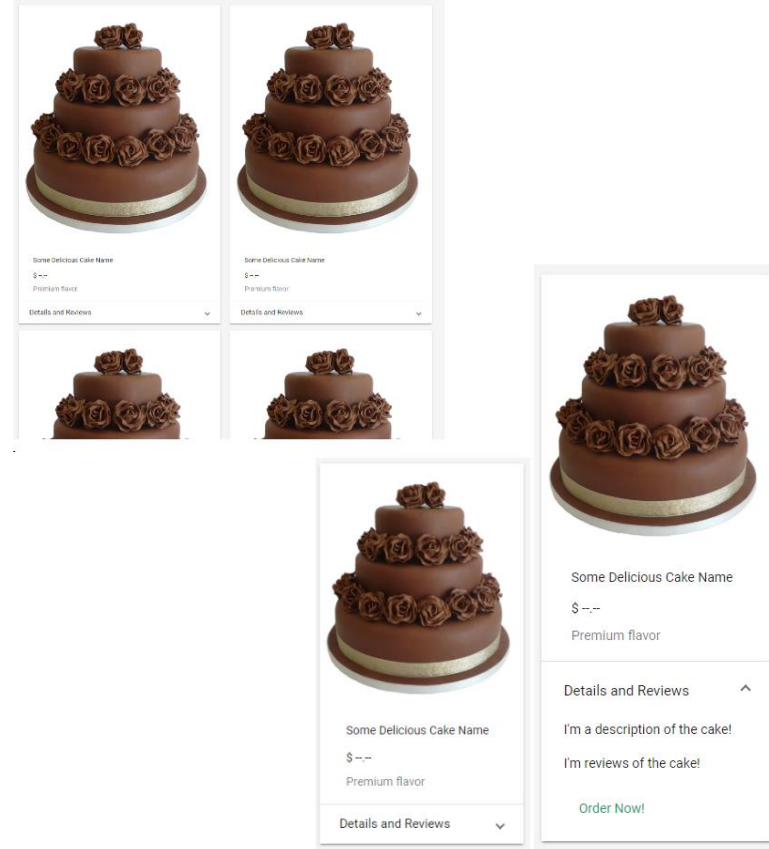 Some Delicious Cake Name
$ --.--
Premium flavor
Details and Reviews
Some Delicious Cake Name
$ --.--
Premium flavor
Details and Reviews
Some Delicious Cake Name
$ --.--
Premium flavor
Details and Reviews
Some Delicious Cake Name
$ --.--
Premium flavor
Details and Reviews
I'm a description of the cake!
I'm reviews of the cake!
Order Now!